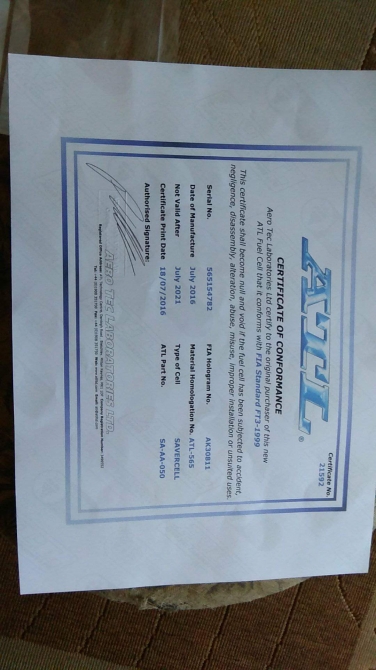 Certificate No.
21592
ATL®
CERTIFICATE OF CONFORMANCE
Aero Tec Laboratories Ltd certify to the original purchaser of this new
ATL Fuel Cell that it conforms with FIA Standard FT3-1999
This certificate shall become null and void if the fuel cell has been subjected to accident,
negligence, disassembly, alteration, abuse, misuse, improper installation or unsuited uses.
Serial No. 565154782 FIA Hologram No. AK30811
Date of Manufacture July 2016 Material Homologation No. ATL-565
Not Valid After July 2021 Type of Cell SAVERCELL
Certificate Print Date 18/07/2016 ATL Part No. SA-AA-050
Authorised Signature:
AERO TEC LABORATORIES LTD.